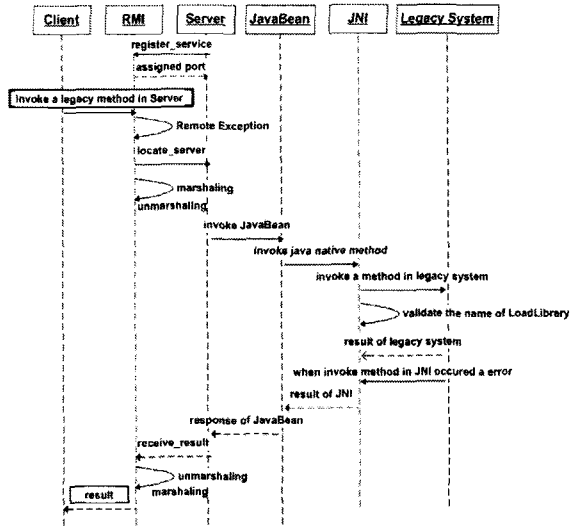 Client RMI Server JavaBean JNI Legacy System
register_service
assigned port
Invoke a legacy method in Server
Remote Exception
locate_server
marshaling
unmarshaling
invoke JavaBean
invoke java native method
invoke a method in legacy system
validate the name of LoadLibrary
result of legacy system
when invoke method in JNI occured a error
result of JNI
response of JavaBean
receive_result
unmarshaling
marshaling
result